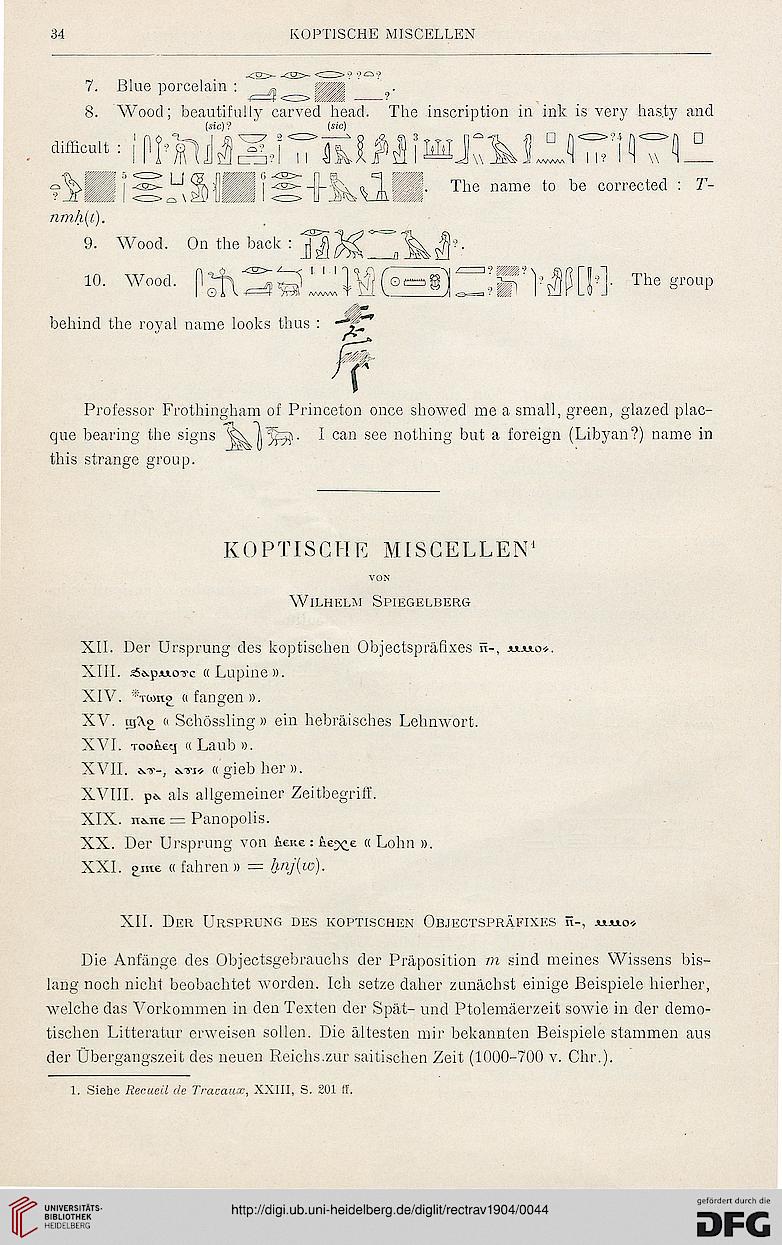 34 KOPTISCHE MISCELLEN
7. Blue porcelain :
8. Wood; beautifully carved head. The inscription in ink is very hasty and
(sic)? (sic)
difficult :
The name to be corrected : T-
nmḥ(t).
9. Wood. On the back :
10. Wood. The group
behind the royal name looks thus :
Professor Frothingham of Princeton once showed me a small, green, glazed plac-
que bearing the signs . I can see nothing but a foreign (Libyan?) name in
this strange group.
KOPTISCHE MISCELLEN¹
VON
WILHELM SPIEGELBERG
XII. Der Ursprung des koptischen Objectspräfixes ⲛ̄-, ⲙⲙⲟ⸗.
XIII. ϭⲁⲣⲙⲟⲩⲥ « Lupine ».
XIV. *ⲧⲱⲛϩ « fangen ».
XV. ϣⲗϩ « Schössling » ein hebräisches Lehnwort.
XVI. ⲧⲟⲟⲃⲉϥ « Laub ».
XVII. ⲁⲩ-, ⲁⲩⲓ⸗ « gieb her ».
XVIII. ⲣⲁ als allgemeiner Zeitbegriff.
XIX. ⲡⲁⲛⲉ = Panopolis.
XX. Der Ursprung von ⲃⲉⲕⲉ : ⲃⲉⲭⲉ « Lohn ».
XXI. ϩⲓⲛⲉ « fahren » = ḫnj(w).
XII. DER URSPRUNG DES KOPTISCHEN OBJECTSPRÄFIXES ⲛ̄-, ⲙⲙⲟ⸗
Die Anfänge des Objectsgebrauchs der Präposition m sind meines Wissens bis-
lang noch nicht beobachtet worden. Ich setze daher zunächst einige Beispiele hierher,
welche das Vorkommen in den Texten der Spät- und Ptolemäerzeit sowie in der demo-
tischen Litteratur erweisen sollen. Die ältesten mir bekannten Beispiele stammen aus
der Übergangszeit des neuen Reichs zur saitischen Zeit (1000-700 v. Chr.).
1. Siehe Recueil de Travaux, XXIII, S. 201 ff.
UNIVERSITÄTS-
BIBLIOTHEK
HEIDELBERG
http://digi.ub.uni-heidelberg.de/diglit/rectrav1904/0044
gefördert durch die
DFG